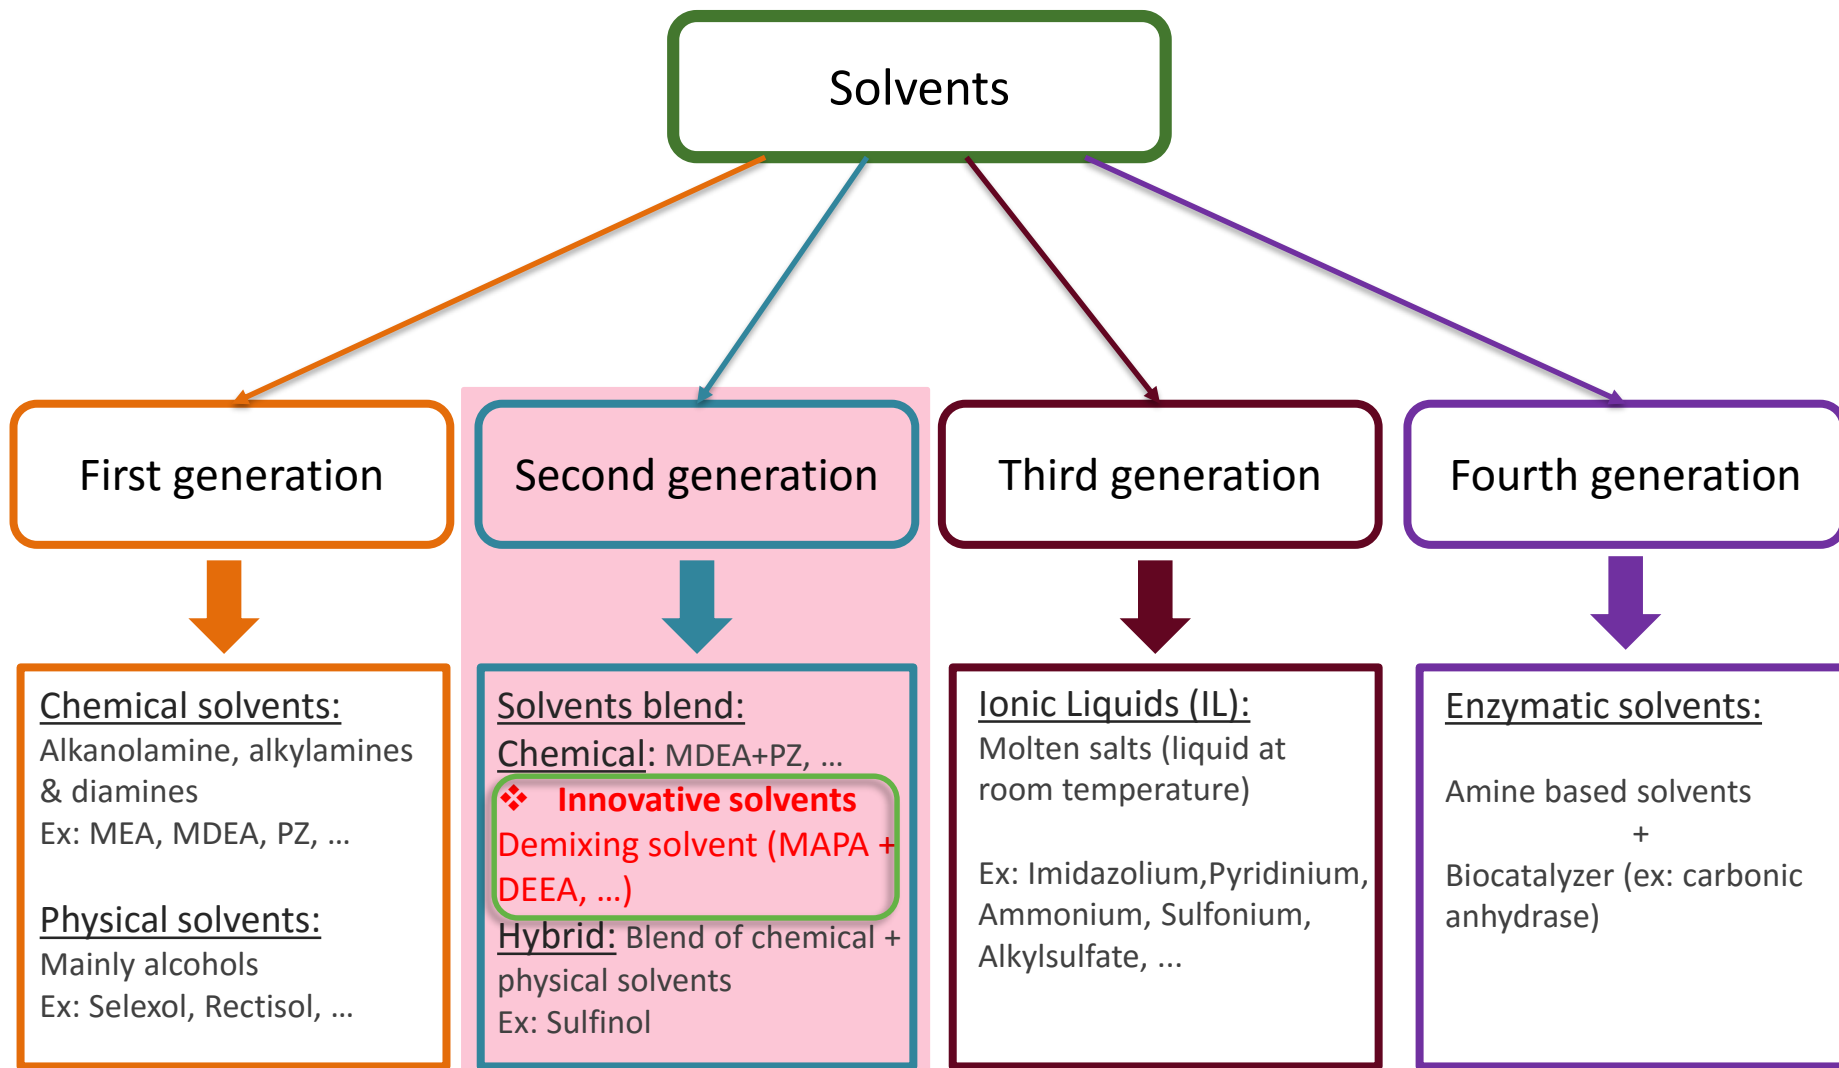 Solvents
First generation
Second generation
Third generation
Fourth generation
Chemical solvents:
Alkanolamine, alkylamines
& diamines
Ex: MEA, MDEA, PZ, ...
Physical solvents:
Mainly alcohols
Ex: Selexol, Rectisol, ...
Solvents blend:
Chemical: MDEA+PZ, ...
❖ Innovative solvents
Demixing solvent (MAPA +
DEEA, ...)
Hybrid: Blend of chemical +
physical solvents
Ex: Sulfinol
Ionic Liquids (IL):
Molten salts (liquid at
room temperature)
Ex: Imidazolium,Pyridinium,
Ammonium, Sulfonium,
Alkylsulfate, ...
Enzymatic solvents:
Amine based solvents
+
Biocatalyzer (ex: carbonic
anhydrase)